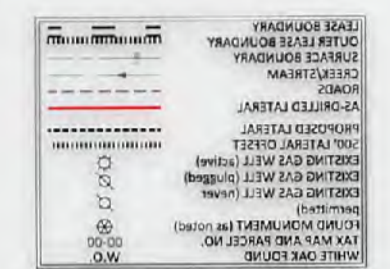 LEASE BOUNDARY
OUTER LEASE BOUNDARY
SURFACE BOUNDARY
CREEK/STREAM
ROADS
AS-DRILLED LATERAL
PROPOSED LATERAL
500' LATERAL OFFSET
EXISTING GAS WELL (active)
EXISTING GAS WELL (plugged)
EXISTING GAS WELL (never
permitted)
FOUND MONUMENT (as noted)
TAX MAP AND PARCEL NO. 00-00
WHITE OAK FOUND W.O.